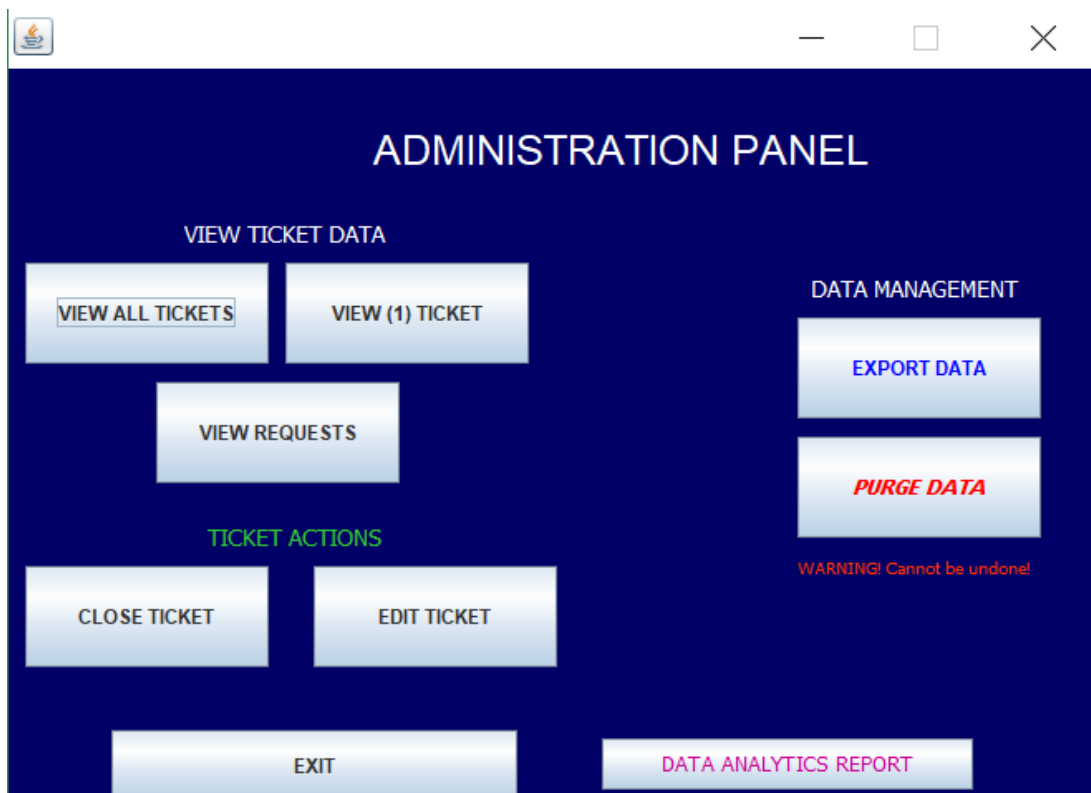 ADMINISTRATION PANEL
VIEW TICKET DATA
VIEW ALL TICKETS
VIEW (1) TICKET
VIEW REQUESTS
DATA MANAGEMENT
EXPORT DATA
PURGE DATA
WARNING! Cannot be undone!
TICKET ACTIONS
CLOSE TICKET
EDIT TICKET
EXIT
DATA ANALYTICS REPORT